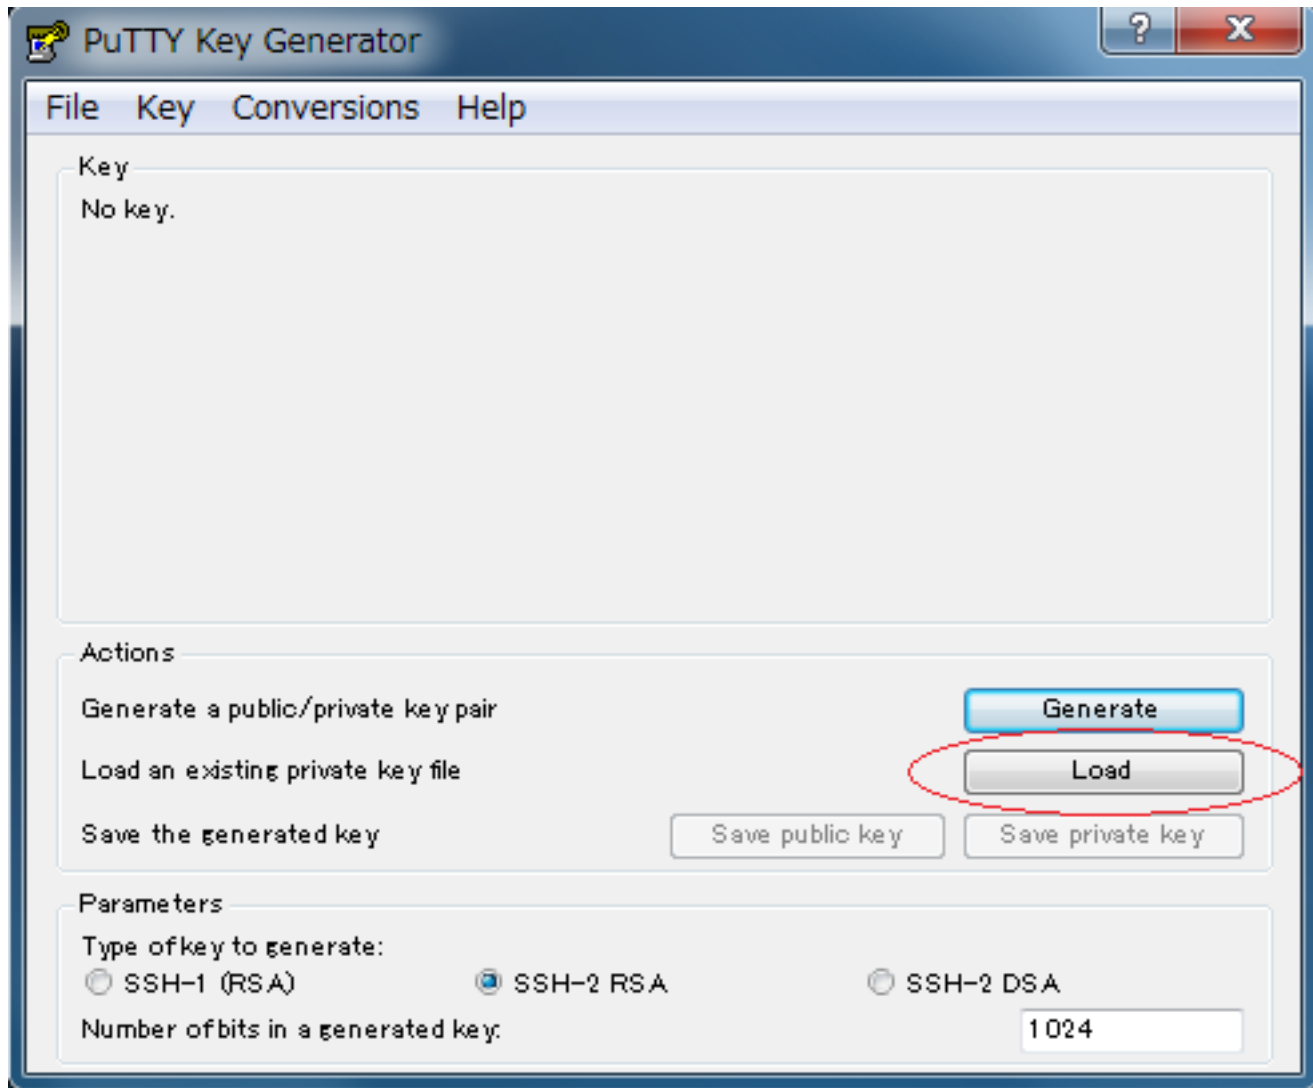 PuTTY Key Generator
?
File Key Conversions Help
Key
No key.
Actions
Generate a public/private key pair Generate
Load an existing private key file Load
Save the generated key Save public key Save private key
Parameters
Type of key to generate:
SSH-1 (RSA) SSH-2 RSA SSH-2 DSA
Number of bits in a generated key: 1024